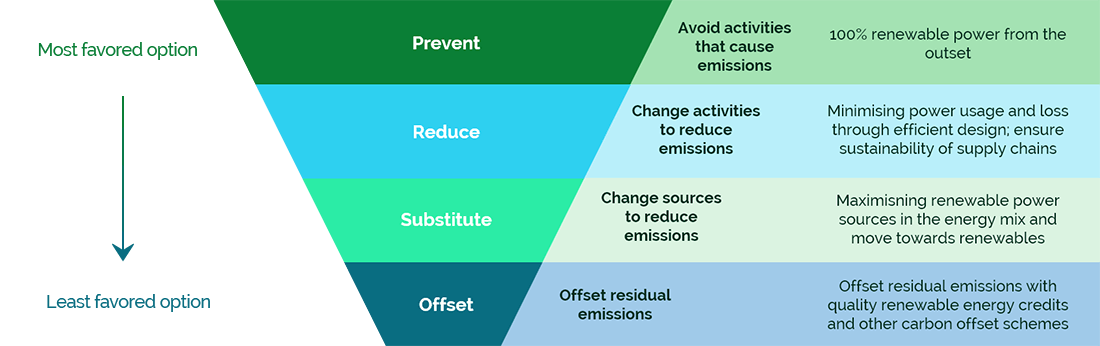 Most favored option
Prevent
Avoid activities
that cause
emissions
100% renewable power from the
outset
Reduce
Change activities
to reduce
emissions
Minimising power usage and loss
through efficient design; ensure
sustainability of supply chains
Substitute
Change sources
to reduce
emissions
Maximisning renewable power
sources in the energy mix and
move towards renewables
Least favored option
Offset
Offset residual
emissions
Offset residual emissions with
quality renewable energy credits
and other carbon offset schemes